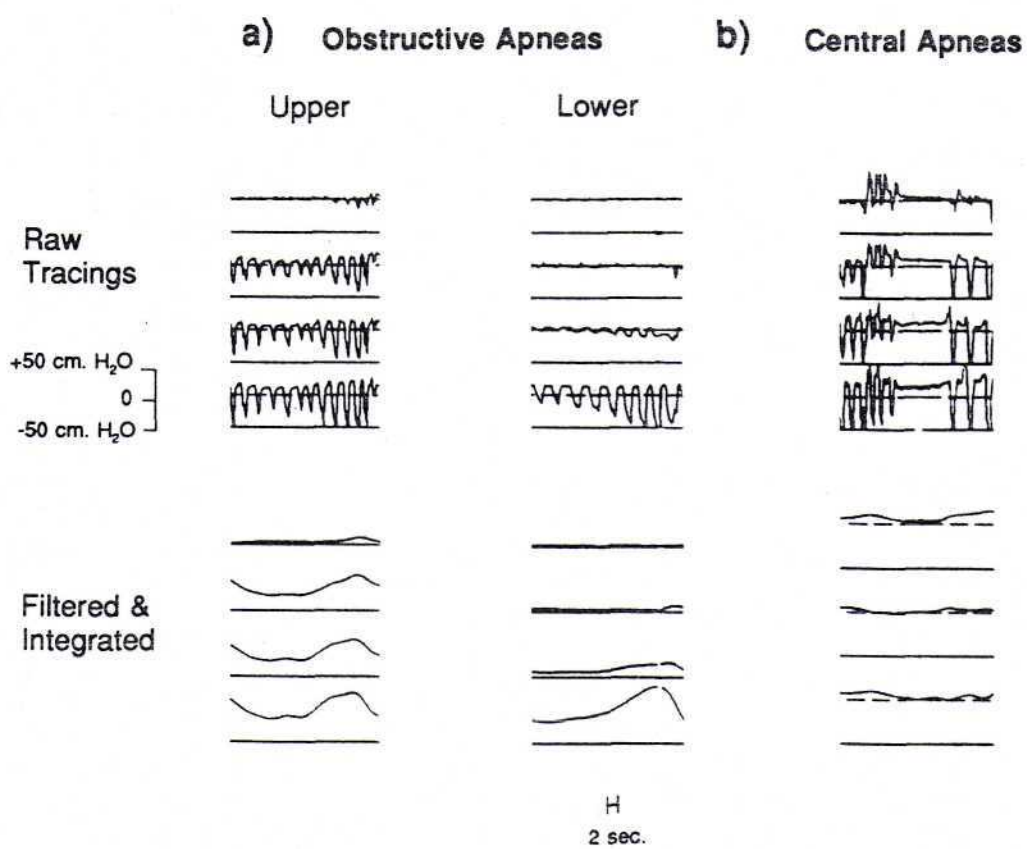 a) Obstructive Apneas
b) Central Apneas
Upper
Lower
Raw
Tracings
+50 cm. H₂O
0
-50 cm. H₂O
Filtered &
Integrated
H
2 sec.